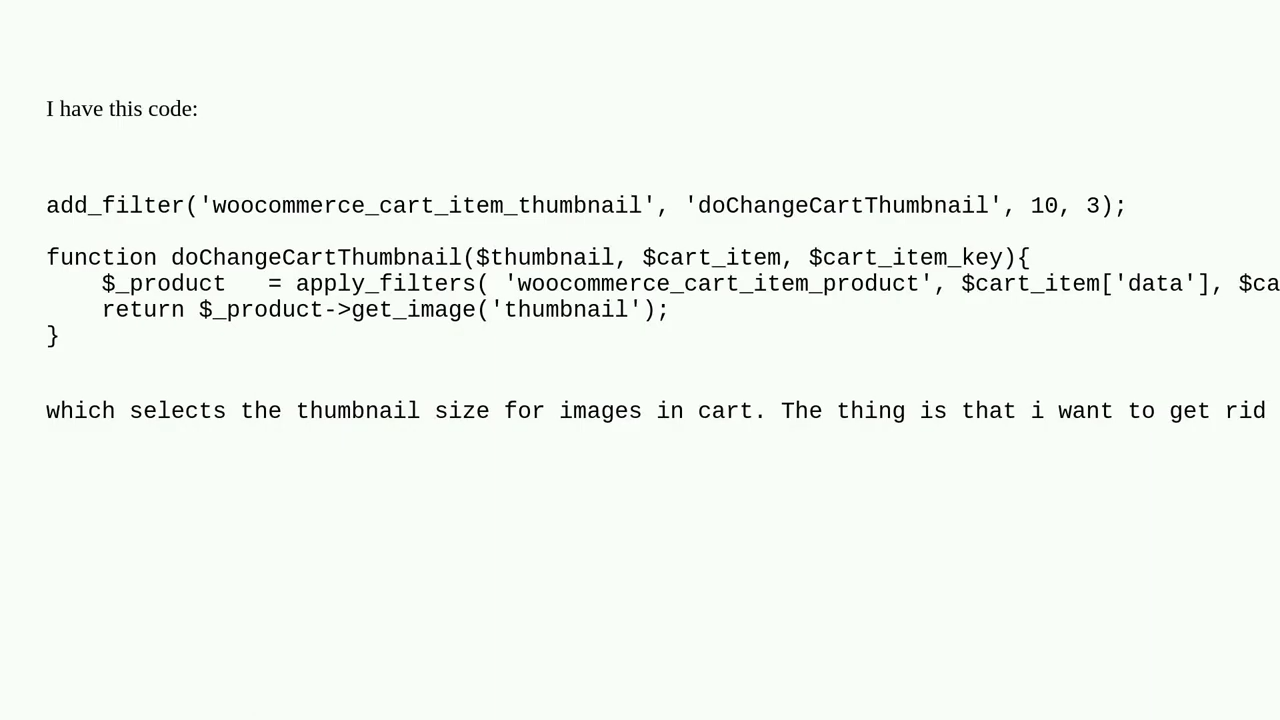 I have this code:
add_filter('woocommerce_cart_item_thumbnail', 'doChangeCartThumbnail', 10, 3);
function doChangeCartThumbnail($thumbnail, $cart_item, $cart_item_key){
    $_product   = apply_filters( 'woocommerce_cart_item_product', $cart_item['data'], $ca
    return $_product->get_image('thumbnail');
}
which selects the thumbnail size for images in cart. The thing is that i want to get rid